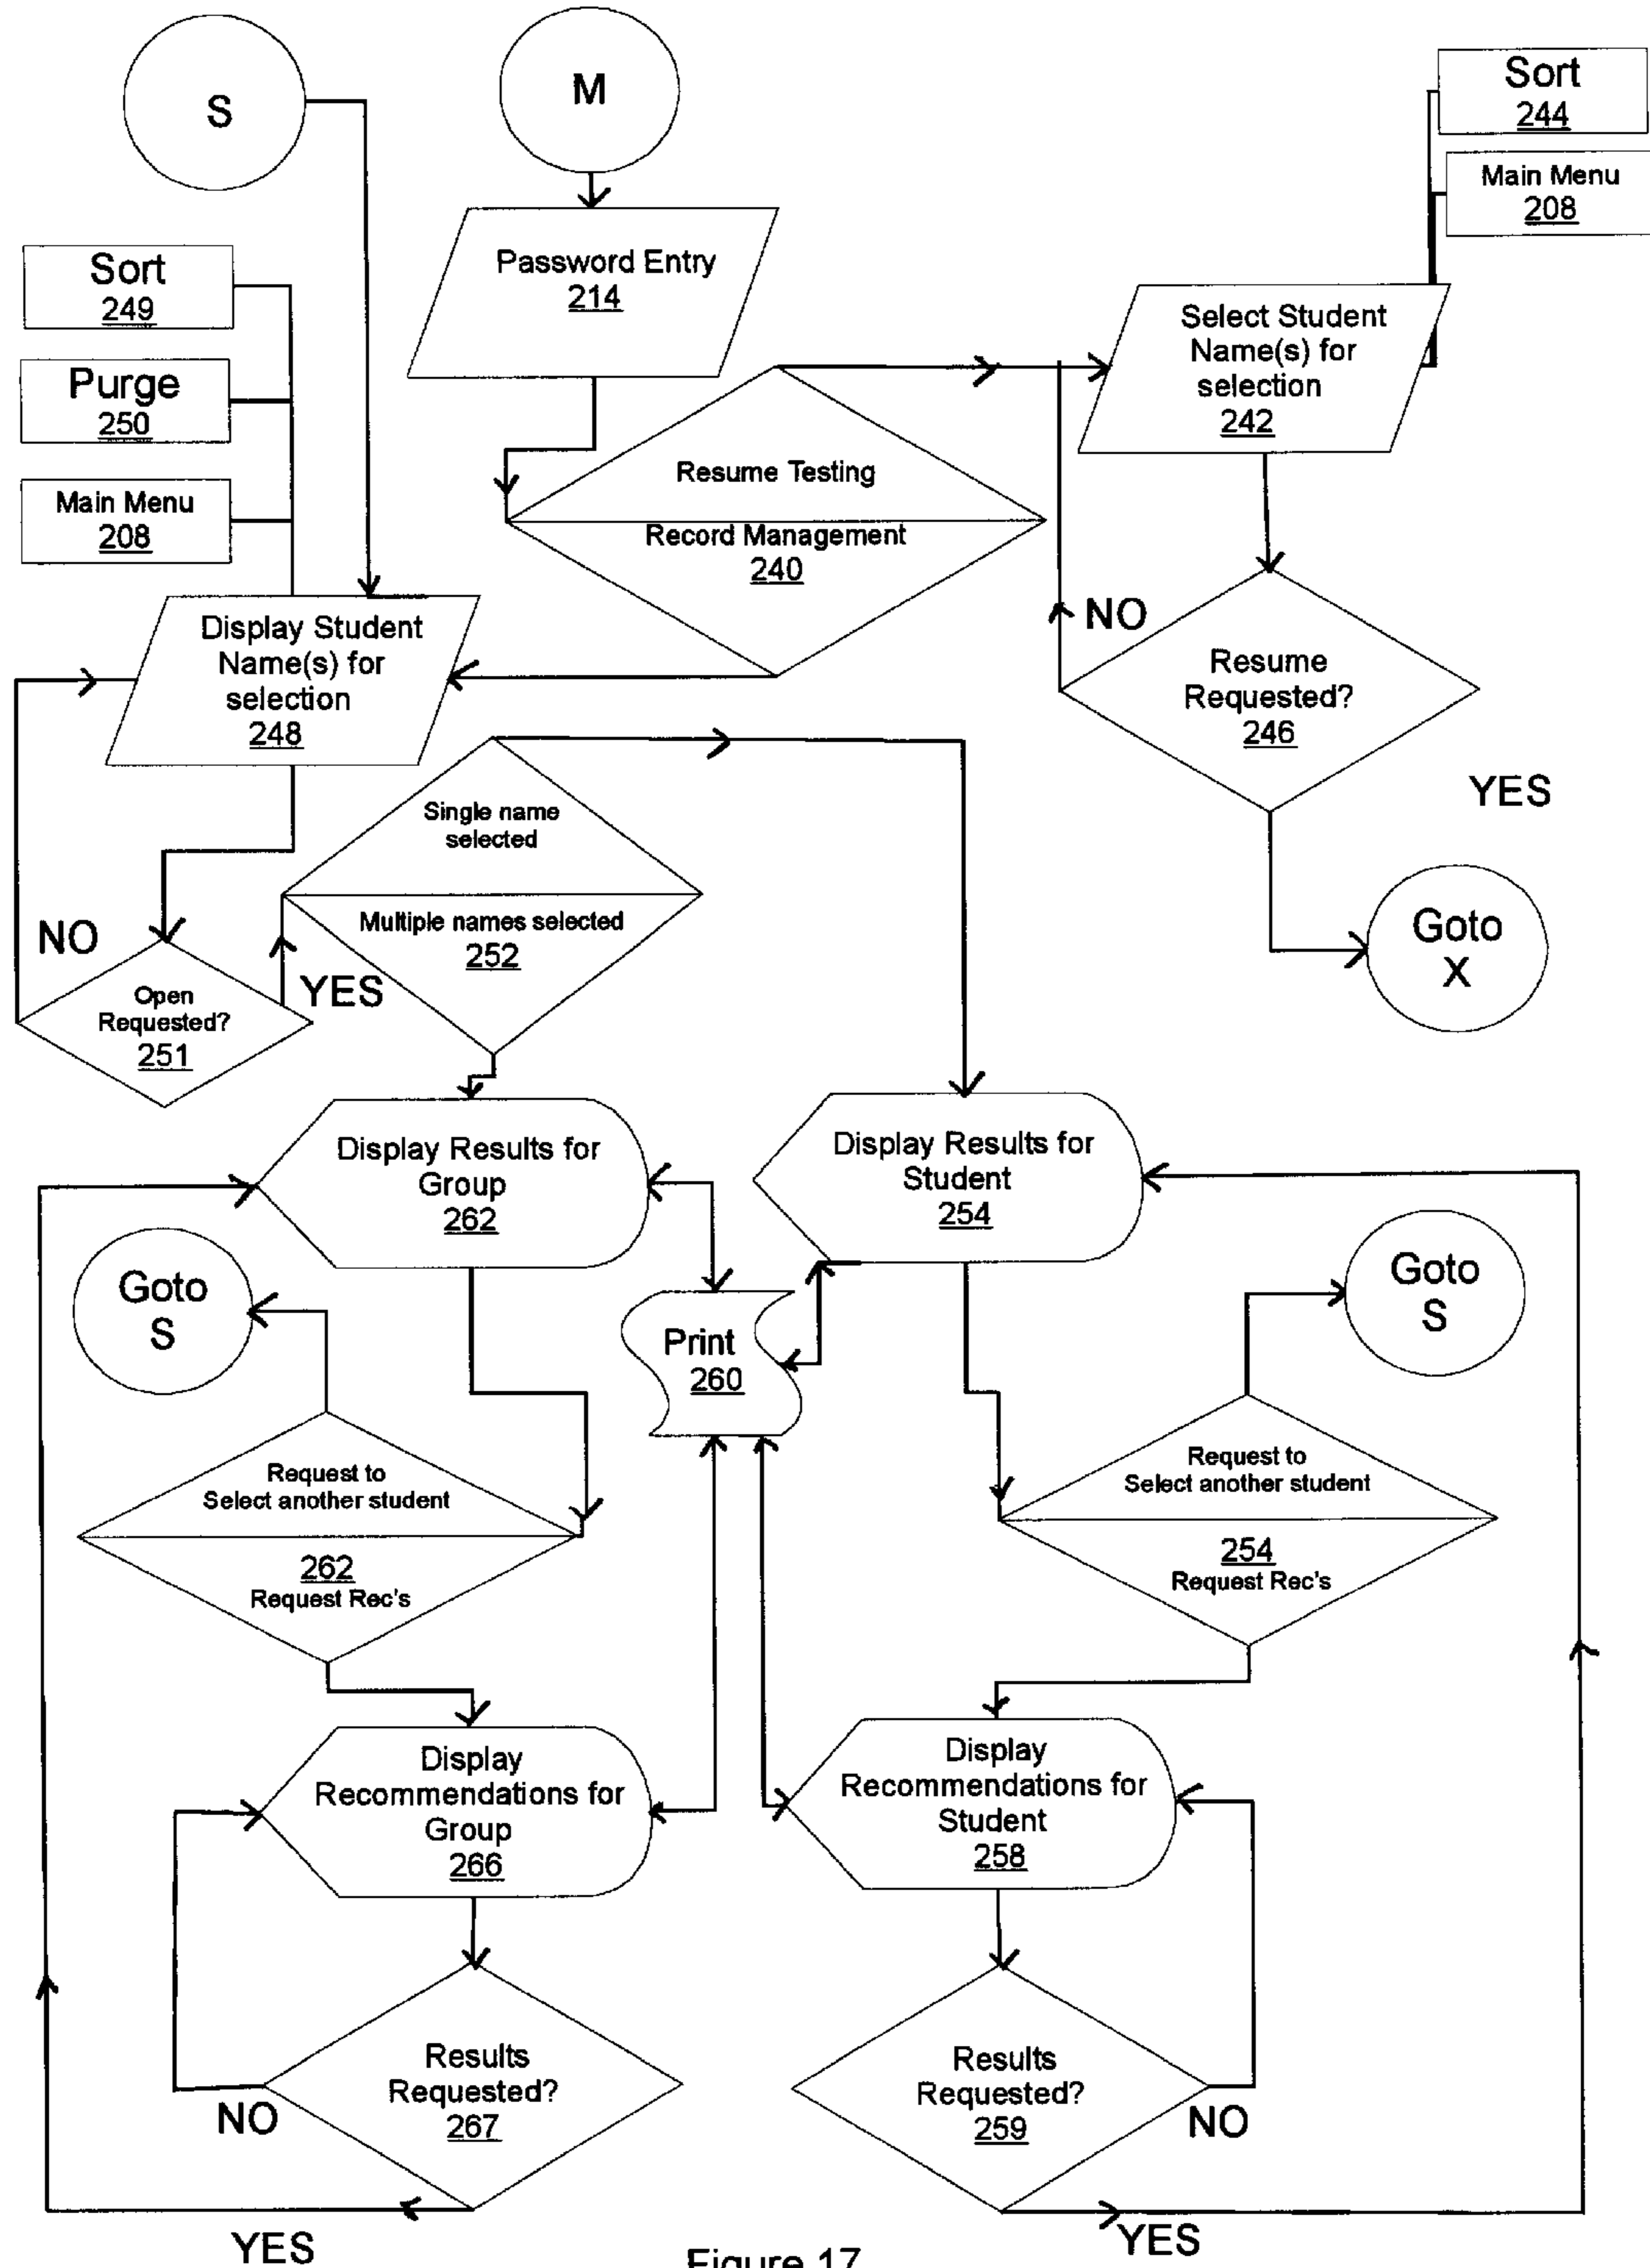 S
M
Sort
244
Main Menu
208
Password Entry
214
Sort
249
Purge
250
Main Menu
208
Select Student
Name(s) for
selection
242
Resume Testing
Record Management
240
Display Student
Name(s) for
selection
248
NO
Resume
Requested?
246
YES
Goto
X
Single name
selected
Multiple names selected
252
NO
YES
Open
Requested?
251
Display Results for
Group
262
Display Results for
Student
254
Goto
S
Print
260
Goto
S
Request to
Select another student
262
Request Rec's
Request to
Select another student
254
Request Rec's
Display
Recommendations for
Group
266
Display
Recommendations for
Student
258
Results
Requested?
267
NO
YES
Results
Requested?
259
NO
YES
Figure 17